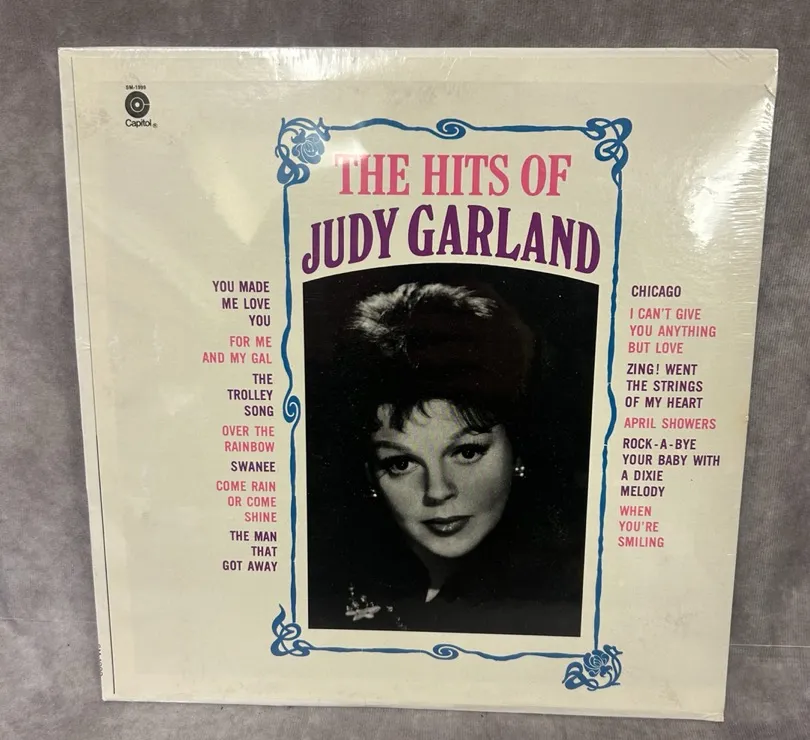 SM-1999
Capitol®
THE HITS OF
JUDY GARLAND
YOU MADE
ME LOVE
YOU
FOR ME
AND MY GAL
THE
TROLLEY
SONG
OVER THE
RAINBOW
SWANEE
COME RAIN
OR COME
SHINE
THE MAN
THAT
GOT AWAY
CHICAGO
I CAN'T GIVE
YOU ANYTHING
BUT LOVE
ZING! WENT
THE STRINGS
OF MY HEART
APRIL SHOWERS
ROCK-A-BYE
YOUR BABY WITH
A DIXIE
MELODY
WHEN
YOU'RE
SMILING